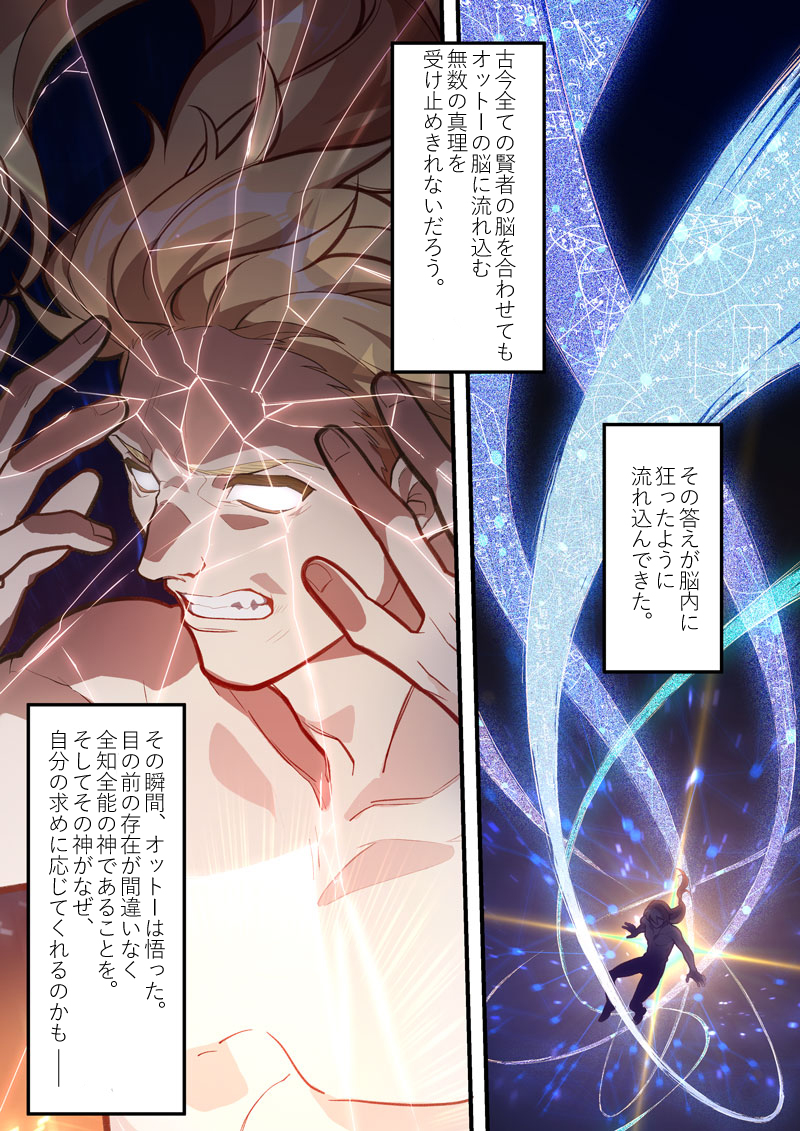 その答えが脳内に
狂ったように
流れ込んできた。
古今全ての賢者の脳を合わせても
オットーの脳に流れ込む
無数の真理を
受け止めきれないだろう。
その瞬間、オットーは悟った。
目の前の存在が間違いなく
全知全能の神であることを。
そしてその神がなぜ、
自分の求めに応じてくれるのかも――